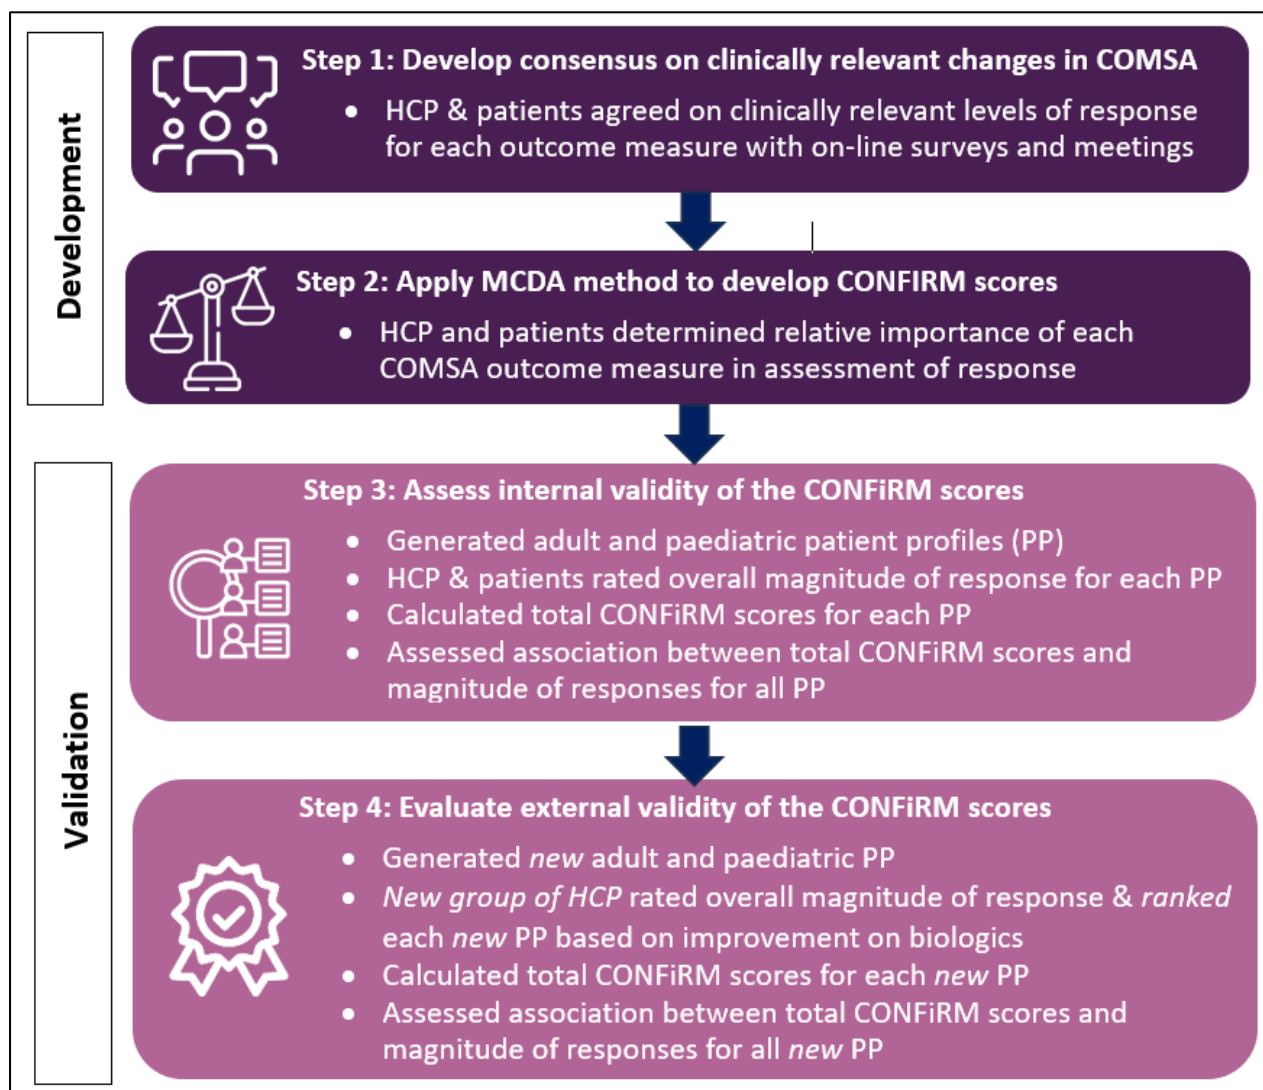 Development
Step 1: Develop consensus on clinically relevant changes in COMSA
• HCP & patients agreed on clinically relevant levels of response
for each outcome measure with on-line surveys and meetings
Step 2: Apply MCDA method to develop CONFIRM scores
• HCP and patients determined relative importance of each
COMSA outcome measure in assessment of response
Validation
Step 3: Assess internal validity of the CONFiRM scores
• Generated adult and paediatric patient profiles (PP)
• HCP & patients rated overall magnitude of response for each PP
• Calculated total CONFiRM scores for each PP
• Assessed association between total CONFiRM scores and
magnitude of responses for all PP
Step 4: Evaluate external validity of the CONFiRM scores
• Generated new adult and paediatric PP
• New group of HCP rated overall magnitude of response & ranked
each new PP based on improvement on biologics
• Calculated total CONFiRM scores for each new PP
• Assessed association between total CONFiRM scores and
magnitude of responses for all new PP